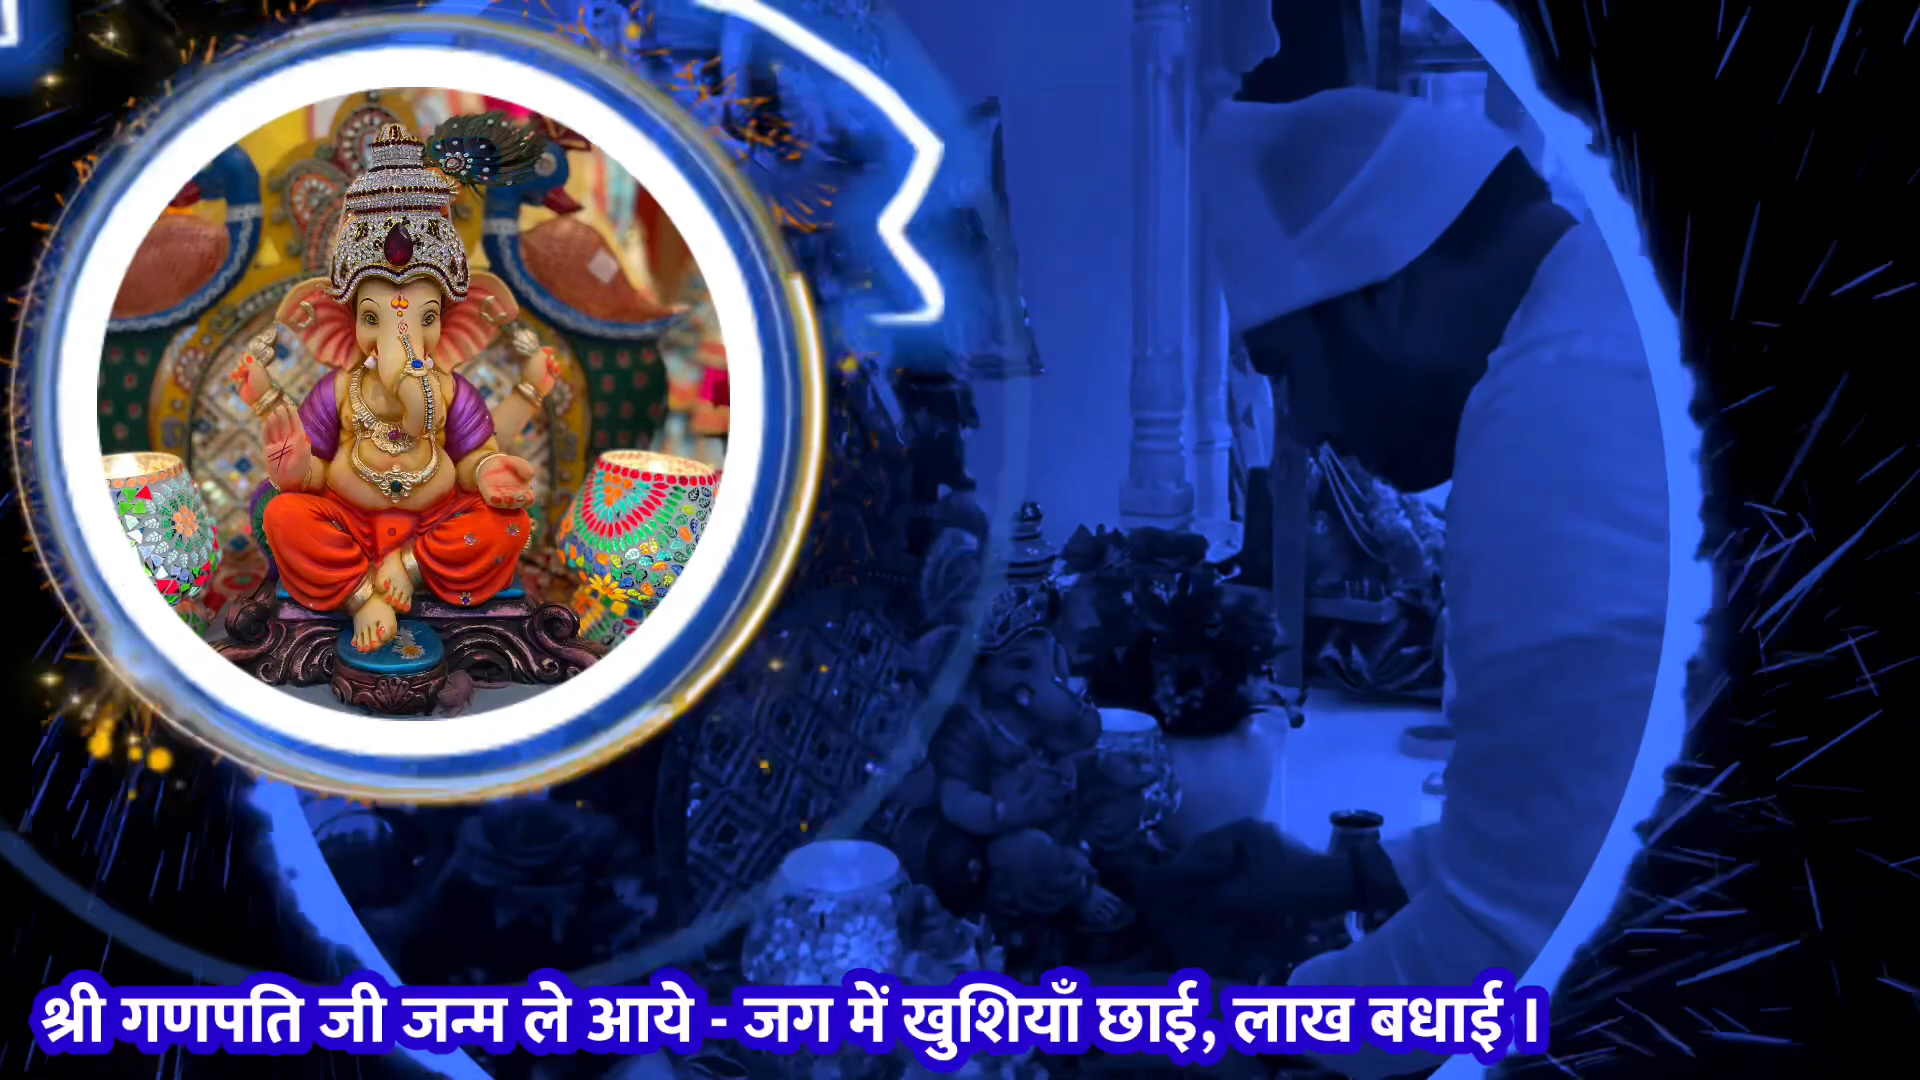 श्री गणपति जी जन्म ले आये - जग में खुशियाँ छाई, लाख बधाई ।